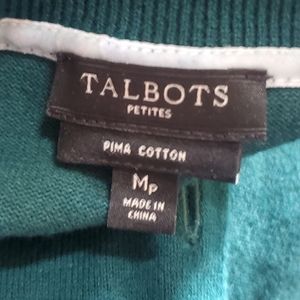 TALBOTS
PETITES
PIMA COTTON
MP
MADE IN
CHINA